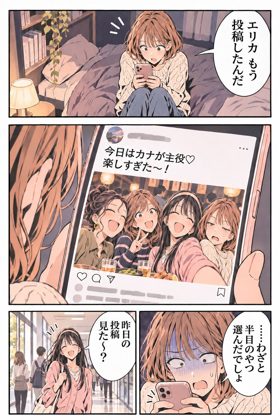 エリカ もう
投稿したんだ
今日はカナが主役♡
楽しすぎた〜！
……わざと
半目のやつ
選んだでしょ
昨日の
投稿
見た〜？